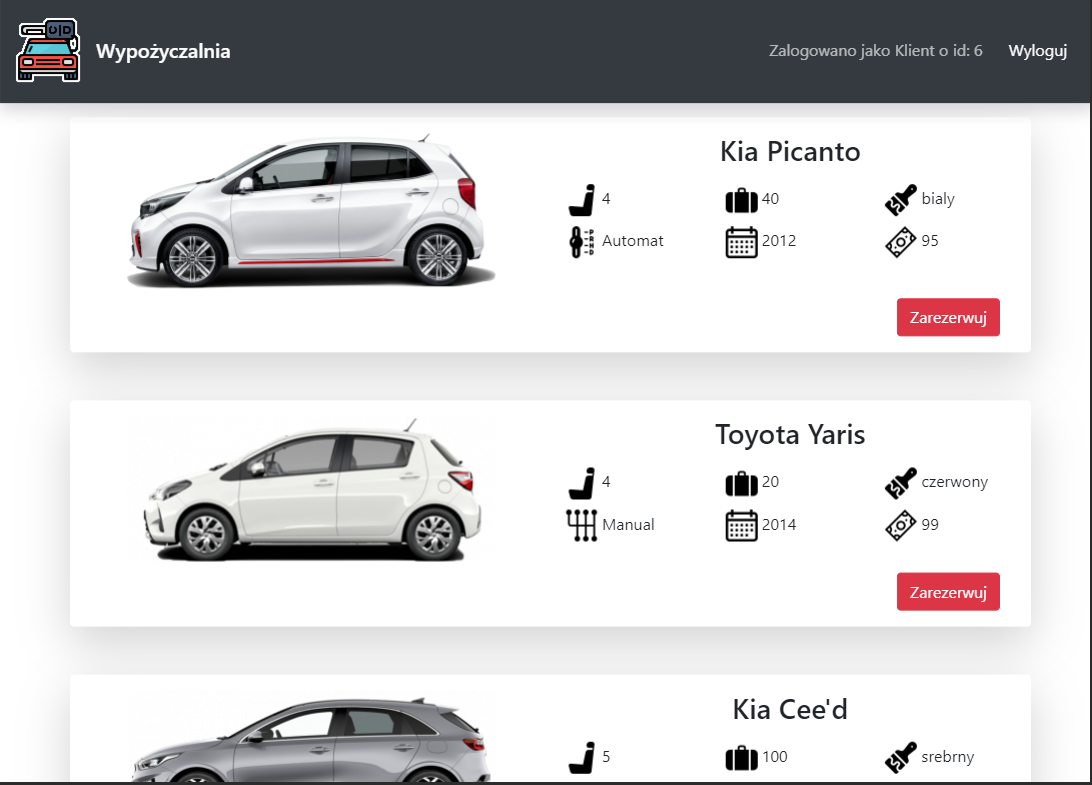 Wypożyczalnia
Zalogowano jako Klient o id: 6 Wyloguj
Kia Picanto
4 40 bialy
Automat 2012 95
Zarezerwuj
Toyota Yaris
4 20 czerwony
Manual 2014 99
Zarezerwuj
Kia Cee'd
5 100 srebrny